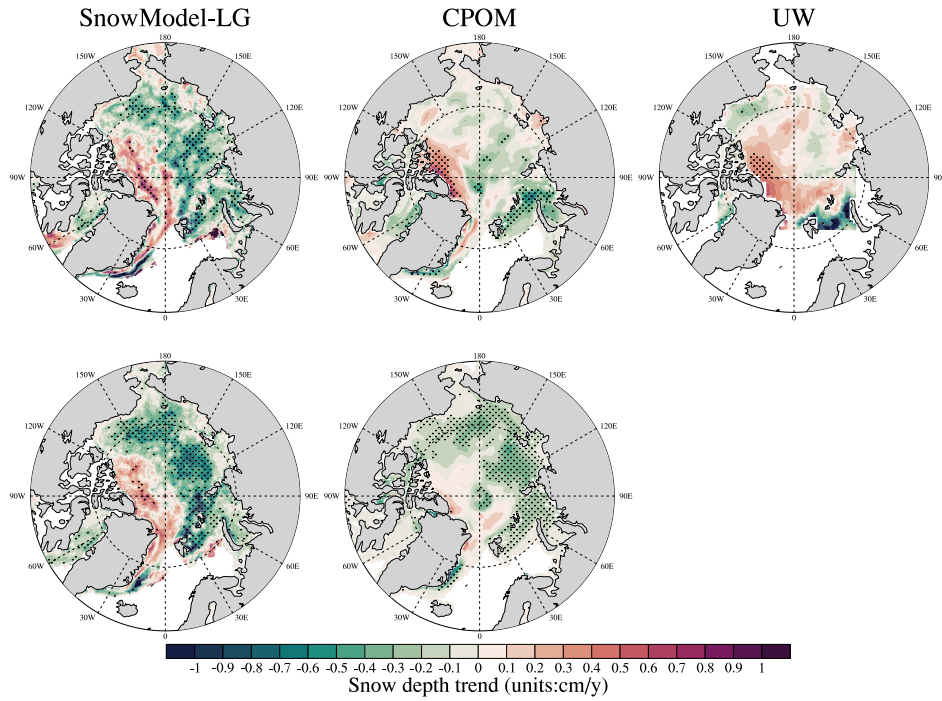 SnowModel-LG CPOM UW
180 180 180
150W 150E 150W 150E 150W 150E
120W 120E 120W 120E 120W 120E
90W 90E 90W 90E 90W 90
60W 60E 60W 60E 60W 60E
30W 30E 30W 30E 30W 30E
0 0 0
180 180
150W 150E 150W 150E
120W 120E 120W 120E
90W 90E 90W 90E
60W 60E 60W 60E
30W 30E 30W 30E
0 0
-1 -0.9 -0.8 -0.7 -0.6 -0.5 -0.4 -0.3 -0.2 -0.1 0 0.1 0.2 0.3 0.4 0.5 0.6 0.7 0.8 0.9 1
Snow depth trend (units:cm/y)